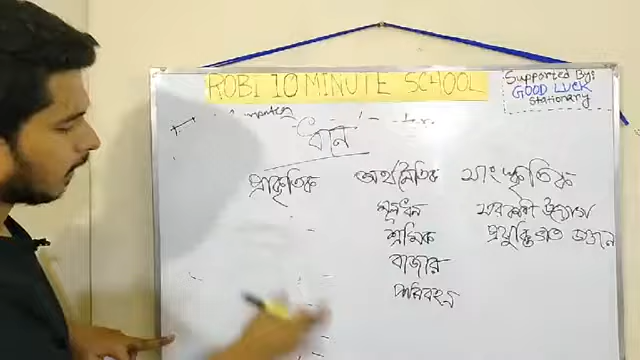 ROBI 10 MINUTE SCHOOL
Supported By:
GOOD LUCK
Stationary
ধান
প্রাকৃতিক অর্থনৈতিক সাংস্কৃতিক
মূলধন সরকারী উদ্যোগ
শ্রমিক প্রযুক্তিগত জ্ঞান
বাজার
পরিবহন